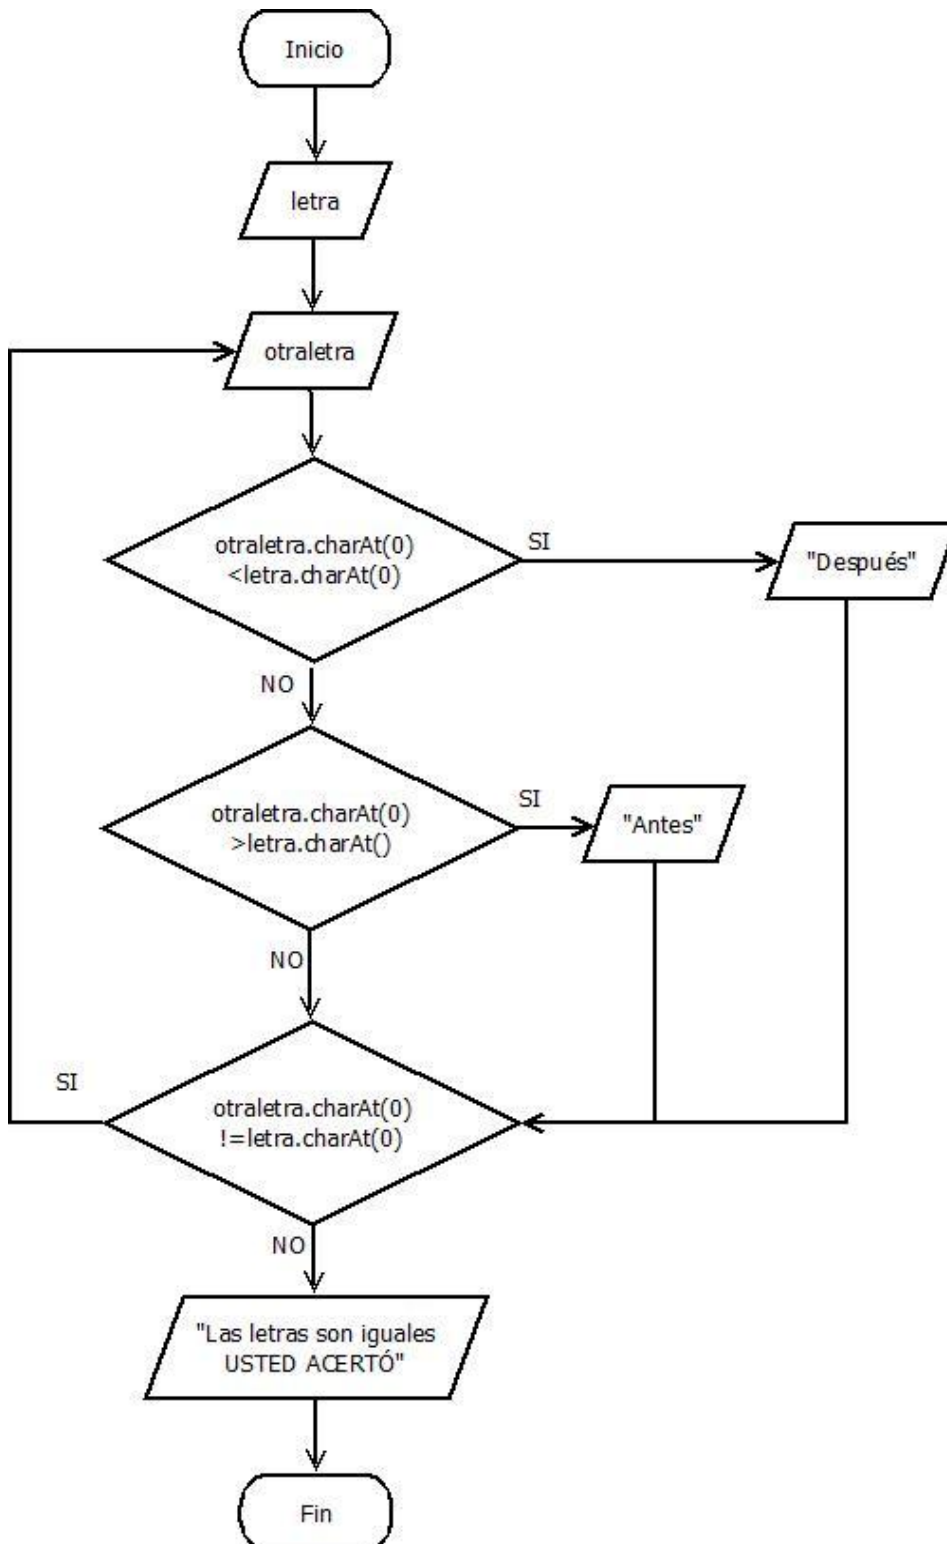 Inicio
letra
otraletra
otraletra.charAt(0)
<letra.charAt(0)
SI
"Después"
NO
otraletra.charAt(0)
>letra.charAt()
SI
"Antes"
NO
otraletra.charAt(0)
!=letra.charAt(0)
SI
NO
"Las letras son iguales
USTED ACERTÓ"
Fin